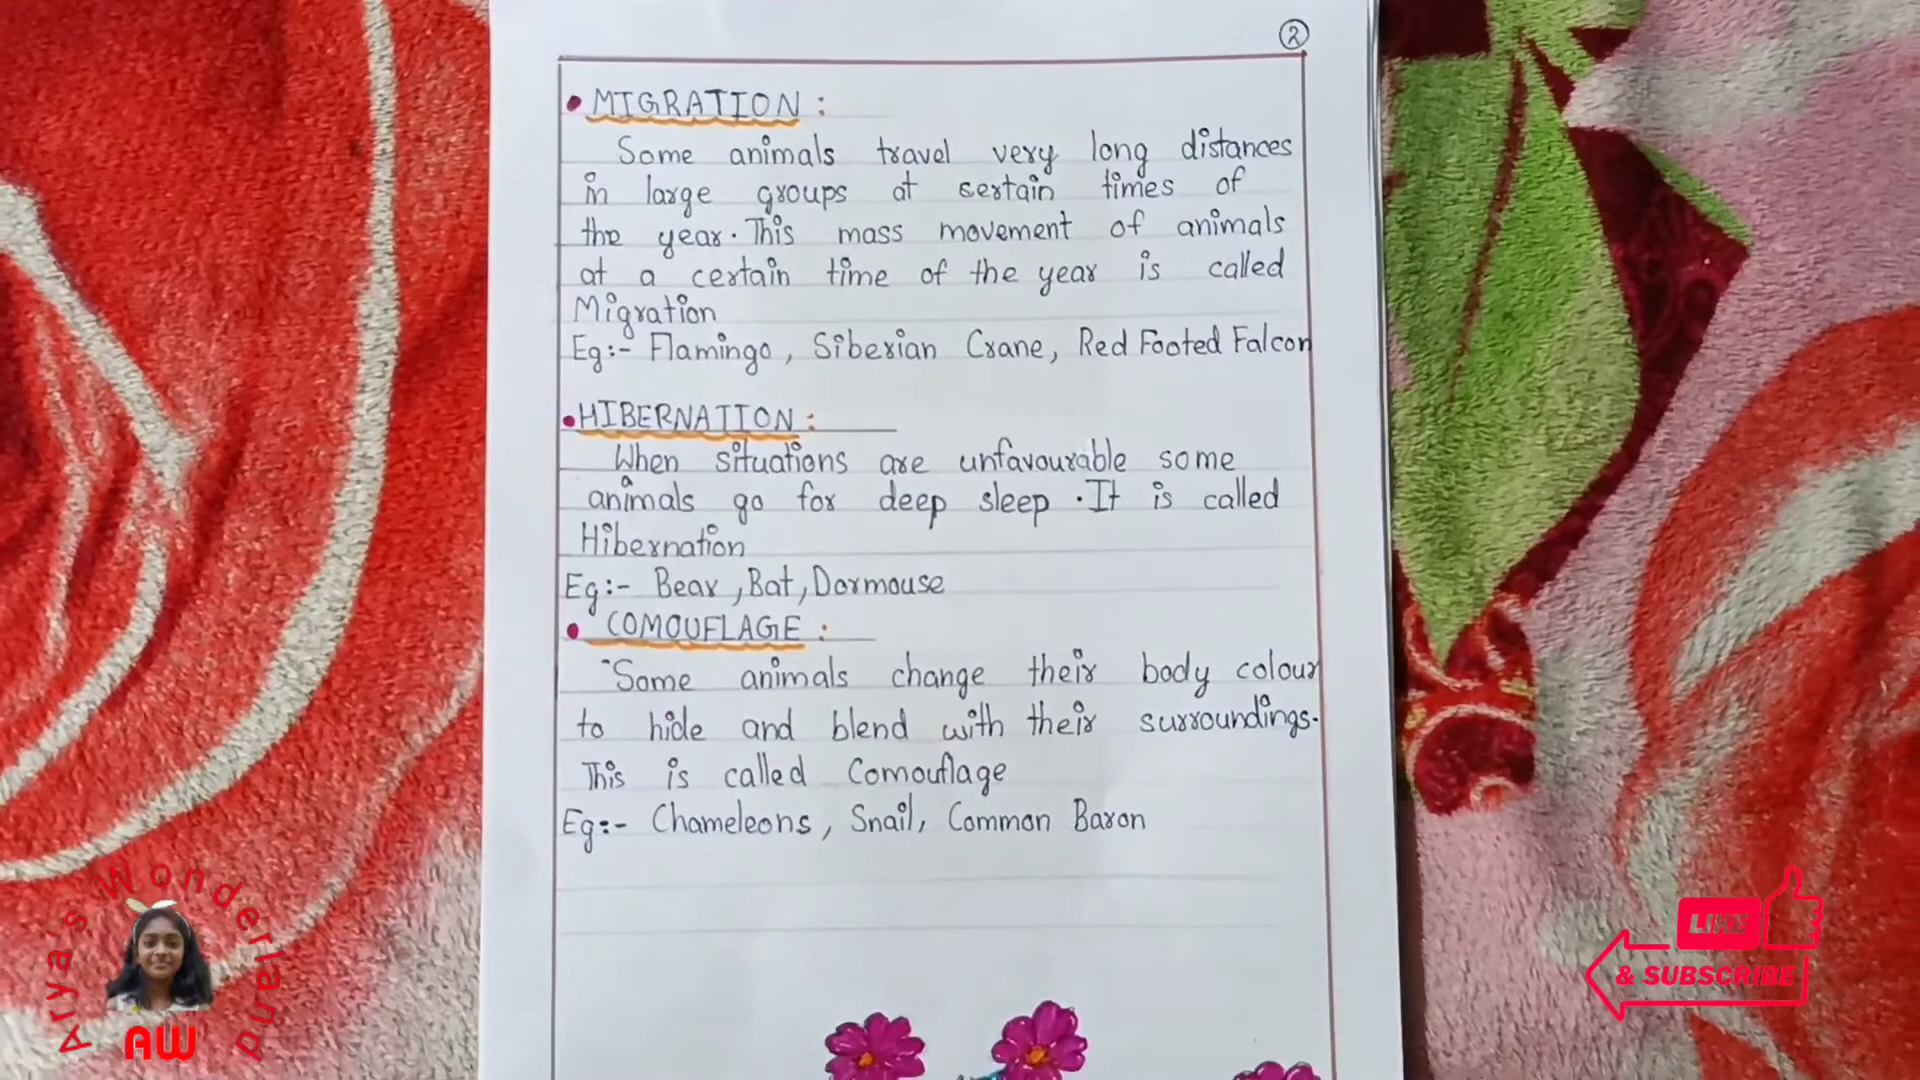 2
• MIGRATION :
Some animals travel very long distances
in large groups at certain times of
the year. This mass movement of animals
at a certain time of the year is called
Migration
Eg:- Flamingo, Siberian Crane, Red Footed Falcon
• HIBERNATION :
When situations are unfavourable some
animals go for deep sleep. It is called
Hibernation
Eg:- Bear, Bat, Dormouse
• COMOUFLAGE :
Some animals change their body colour
to hide and blend with their surroundings.
This is called Comouflage
Eg:- Chameleons, Snail, Common Baron
Arya's Wonderland
AW
LIKE
& SUBSCRIBE